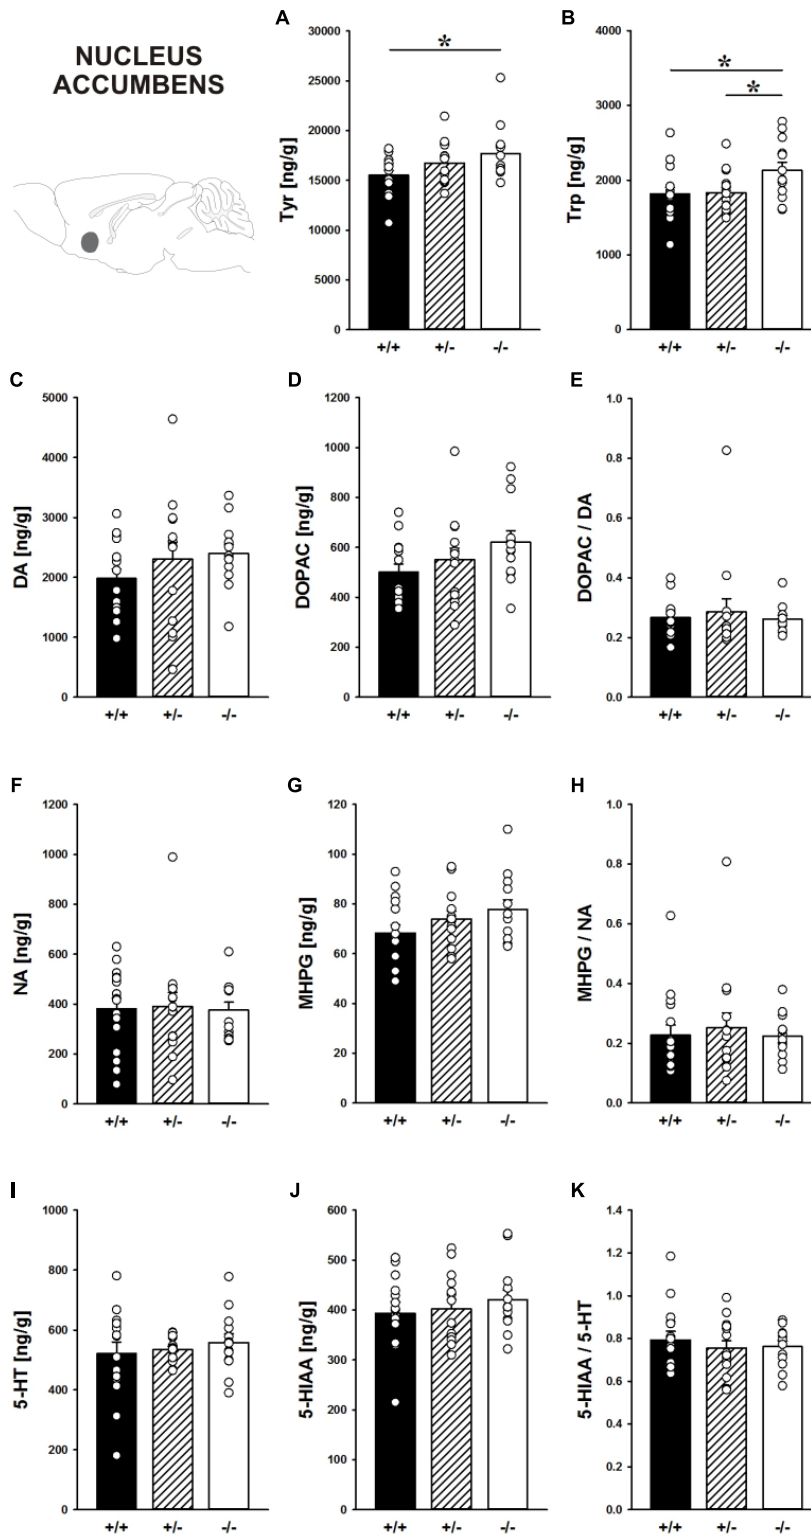 NUCLEUS
ACCUMBENS
A
Tyr [ng/g]
30000
25000
20000
15000
10000
5000
0
*
+/+ +/- -/-
B
Trp [ng/g]
4000
3000
2000
1000
0
*
*
+/+ +/- -/-
C
DA [ng/g]
5000
4000
3000
2000
1000
0
+/+ +/- -/-
D
DOPAC [ng/g]
1200
1000
800
600
400
200
0
+/+ +/- -/-
E
DOPAC / DA
1.0
0.8
0.6
0.4
0.2
0.0
+/+ +/- -/-
F
NA [ng/g]
1200
1000
800
600
400
200
0
+/+ +/- -/-
G
MHPG [ng/g]
120
100
80
60
40
20
0
+/+ +/- -/-
H
MHPG / NA
1.0
0.8
0.6
0.4
0.2
0.0
+/+ +/- -/-
I
5-HT [ng/g]
1000
800
600
400
200
0
+/+ +/- -/-
J
5-HIAA [ng/g]
600
500
400
300
200
100
0
+/+ +/- -/-
K
5-HIAA / 5-HT
1.4
1.2
1.0
0.8
0.6
0.4
0.2
0.0
+/+ +/- -/-